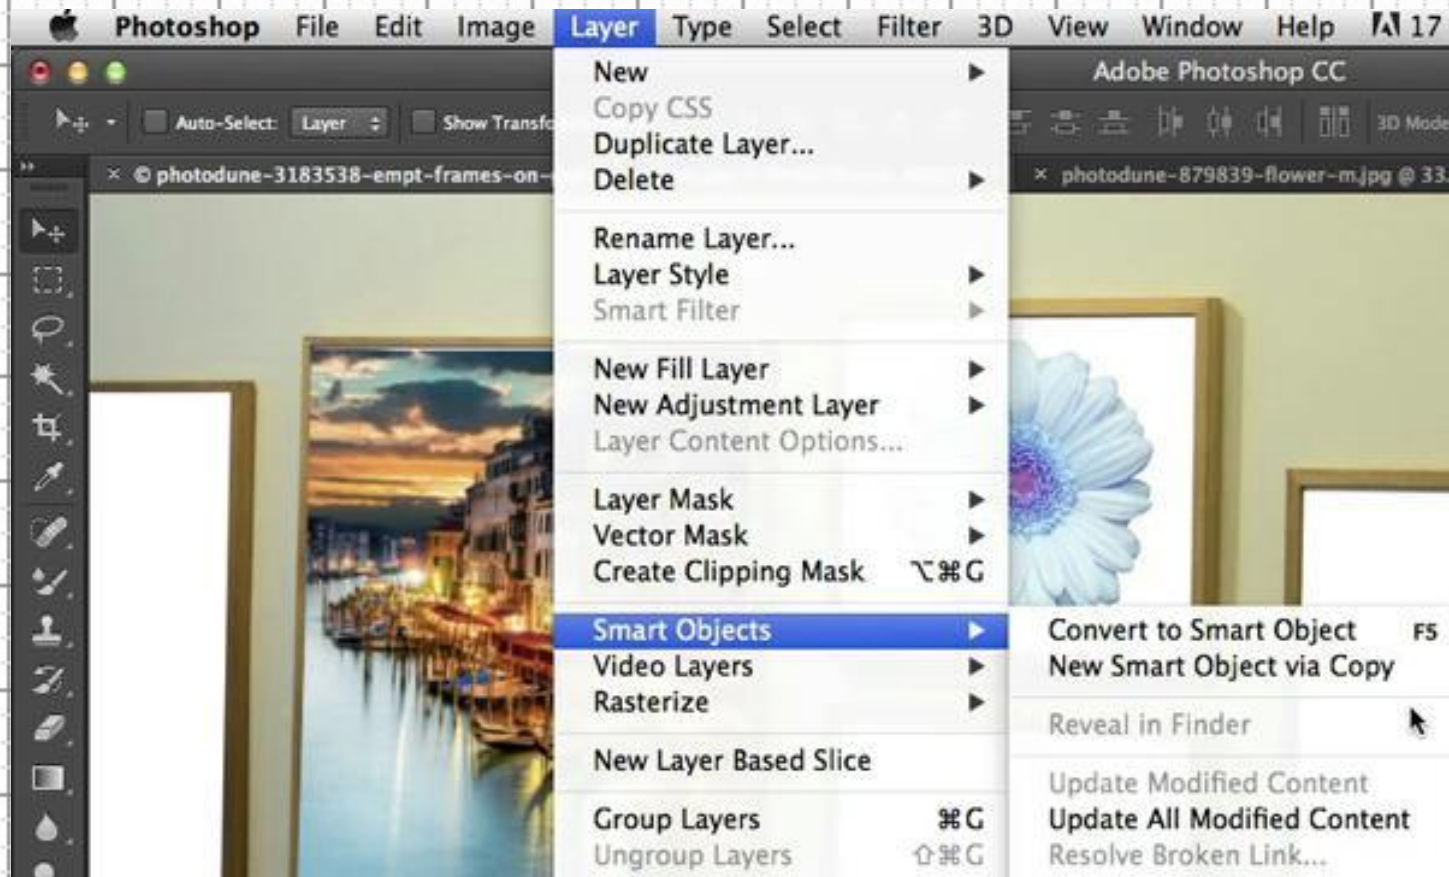 Photoshop File Edit Image Layer Type Select Filter 3D View Window Help 17
Adobe Photoshop CC
Auto-Select: Layer Show 3D
× © photodune-3183538-empt-frames-on- × photodune-879839-flower-m.jpg @ 33.
New
Copy CSS
Duplicate Layer...
Delete
Rename Layer...
Layer Style
Smart Filter
New Fill Layer
New Adjustment Layer
Layer Content Options...
Layer Mask
Vector Mask
Create Clipping Mask ⌥⌘G
Smart Objects
Video Layers
Rasterize
New Layer Based Slice
Group Layers ⌘G
Ungroup Layers ⇧⌘G
Convert to Smart Object F5
New Smart Object via Copy
Reveal in Finder
Update Modified Content
Update All Modified Content
Resolve Broken Link...